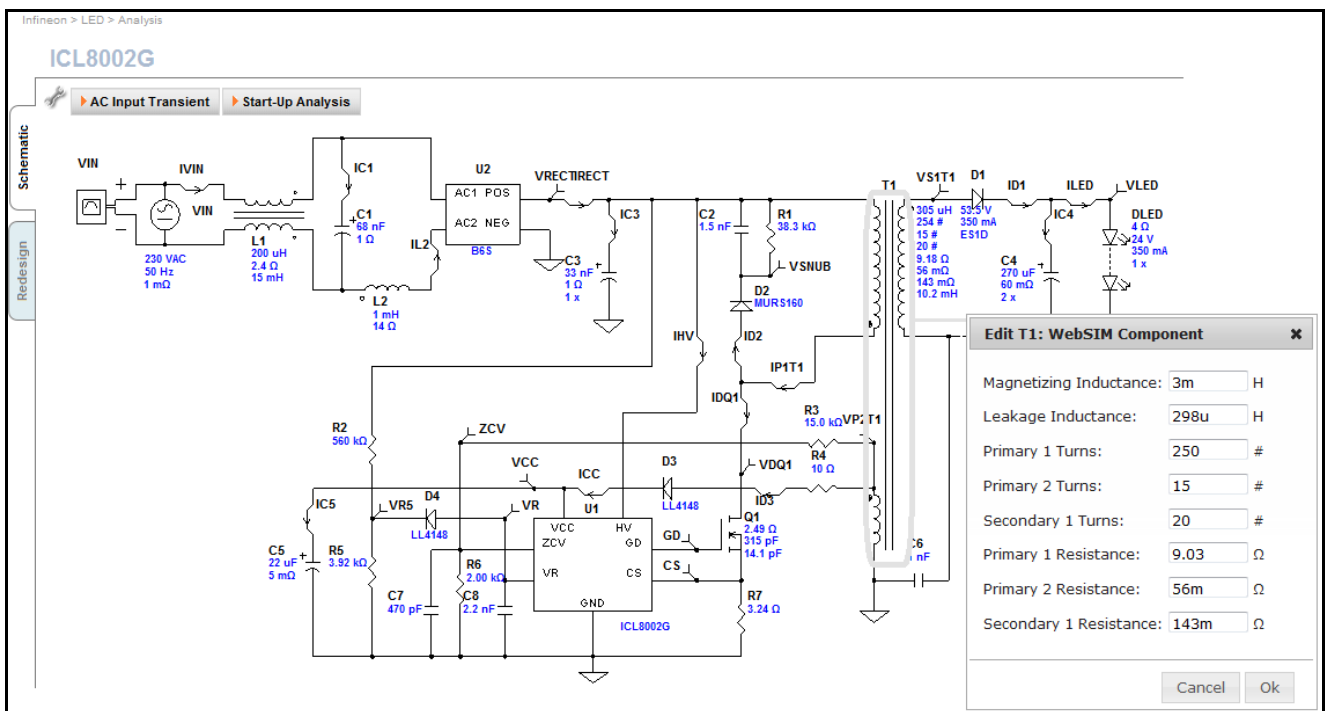 Infineon > LED > Analysis
ICL8002G
AC Input Transient
Start-Up Analysis
Schematic
Redesign
VIN
IVIN
VIN
230 VAC
50 Hz
1 mΩ
L1
200 uH
2.4 Ω
15 mH
IC1
C1
68 nF
1 Ω
IL2
L2
1 mH
14 Ω
U2
AC1 POS
AC2 NEG
B6S
VRECTIRECT
IC3
C3
33 nF
1 Ω
1 x
C2
1.5 nF
R1
38.3 kΩ
VSNUB
D2
MURS160
IHV
ID2
IP1T1
IDQ1
T1
VS1T1
305 uH
254 #
15 #
20 #
9.18 Ω
56 mΩ
143 mΩ
10.2 mH
D1
53.5 V
350 mA
ES1D
ID1
ILED
VLED
IC4
C4
270 uF
60 mΩ
2 x
DLED
4 Ω
24 V
350 mA
1 x
R2
560 kΩ
ZCV
R3
15.0 kΩ
VP2T1
R4
10 Ω
VCC
ICC
D3
LL4148
ID3
VDQ1
IC5
VR5
D4
LL4148
VR
U1
VCC
HV
ZCV
GD
VR
CS
GND
ICL8002G
GD
CS
Q1
2.49 Ω
315 pF
14.1 pF
C5
22 uF
5 mΩ
R5
3.92 kΩ
C7
470 pF
R6
2.00 kΩ
C8
2.2 nF
R7
3.24 Ω
C6
nF
Edit T1: WebSIM Component
Magnetizing Inductance: 3m H
Leakage Inductance: 298u H
Primary 1 Turns: 250 #
Primary 2 Turns: 15 #
Secondary 1 Turns: 20 #
Primary 1 Resistance: 9.03 Ω
Primary 2 Resistance: 56m Ω
Secondary 1 Resistance: 143m Ω
Cancel
Ok